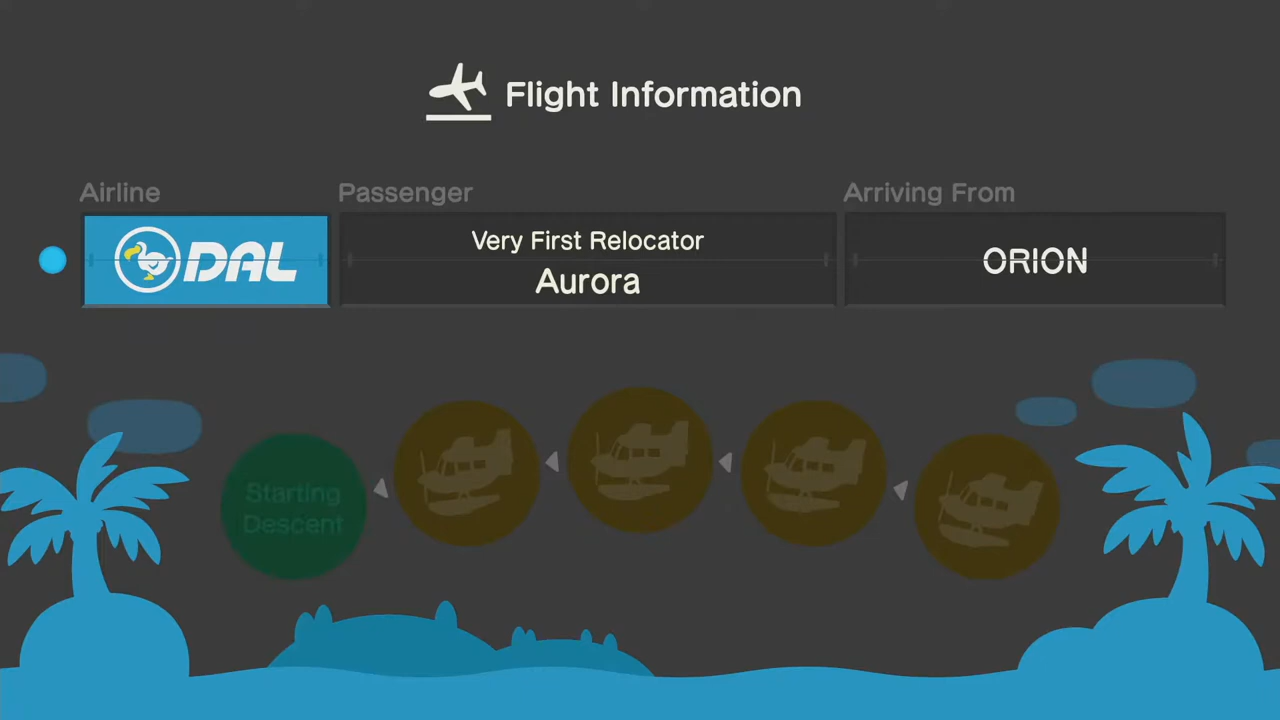 Flight Information
Airline
Passenger
Arriving From
DAL
Very First Relocator
Aurora
ORION
Starting
Descent